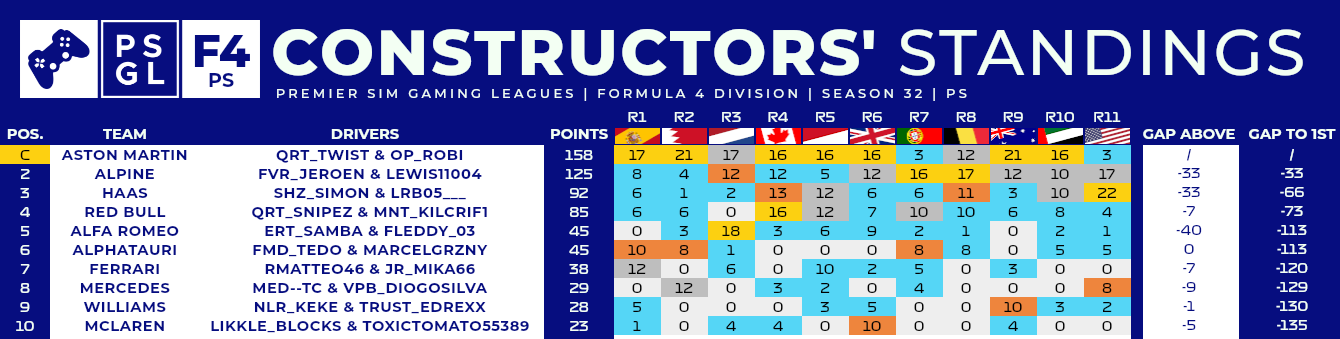 PS
GL
F4
PS
CONSTRUCTORS' STANDINGS
PREMIER SIM GAMING LEAGUES | FORMULA 4 DIVISION | SEASON 32 | PS
R1 R2 R3 R4 R5 R6 R7 R8 R9 R10 R11
POS. TEAM DRIVERS POINTS GAP ABOVE GAP TO 1ST
C ASTON MARTIN QRT_TWIST & OP_ROBI 158 17 21 17 16 16 16 3 12 21 16 3 / /
2 ALPINE FVR_JEROEN & LEWIS11004 125 8 4 12 12 5 12 16 17 12 10 17 -33 -33
3 HAAS SHZ_SIMON & LRB05___ 92 6 1 2 13 12 6 6 11 3 10 22 -33 -66
4 RED BULL QRT_SNIPEZ & MNT_KILCRIF1 85 6 6 0 16 12 7 10 10 6 8 4 -7 -73
5 ALFA ROMEO ERT_SAMBA & FLEDDY_03 45 0 3 18 3 6 9 2 1 0 2 1 -40 -113
6 ALPHATAURI FMD_TEDO & MARCELGRZNY 45 10 8 1 0 0 0 8 8 0 5 5 0 -113
7 FERRARI RMATTEO46 & JR_MIKA66 38 12 0 6 0 10 2 5 0 3 0 0 -7 -120
8 MERCEDES MED--TC & VPB_DIOGOSILVA 29 0 12 0 3 2 0 4 0 0 0 8 -9 -129
9 WILLIAMS NLR_KEKE & TRUST_EDREXX 28 5 0 0 0 3 5 0 0 10 3 2 -1 -130
10 MCLAREN LIKKLE_BLOCKS & TOXICTOMATO55389 23 1 0 4 4 0 10 0 0 4 0 0 -5 -135